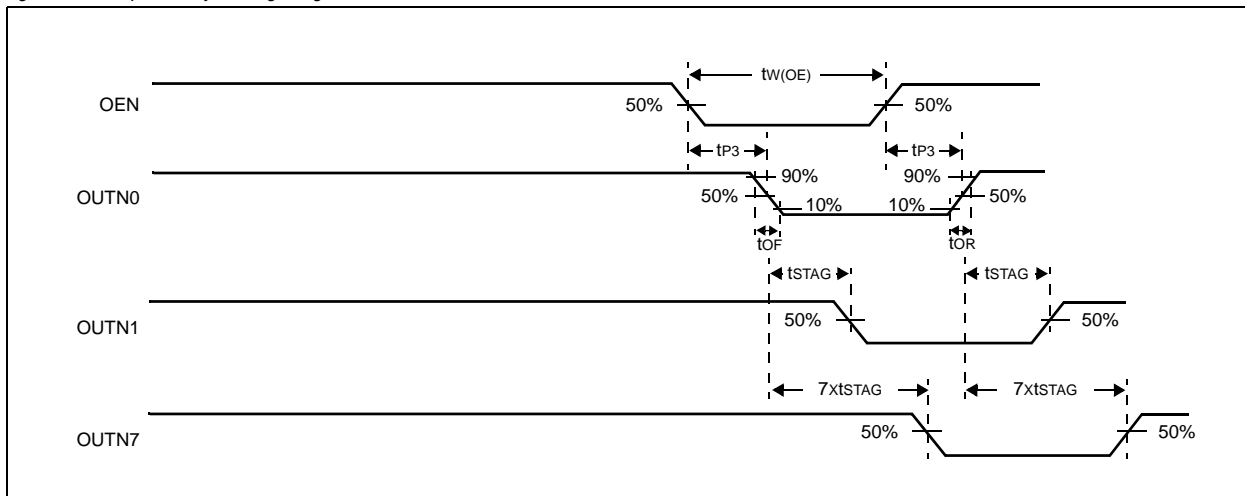 tW(OE)
OEN
50%
50%
tP3
tP3
90%
90%
OUTN0
50%
10%
10%
50%
tOF
tOR
tSTAG
tSTAG
OUTN1
50%
50%
7XtSTAG
7XtSTAG
OUTN7
50%
50%